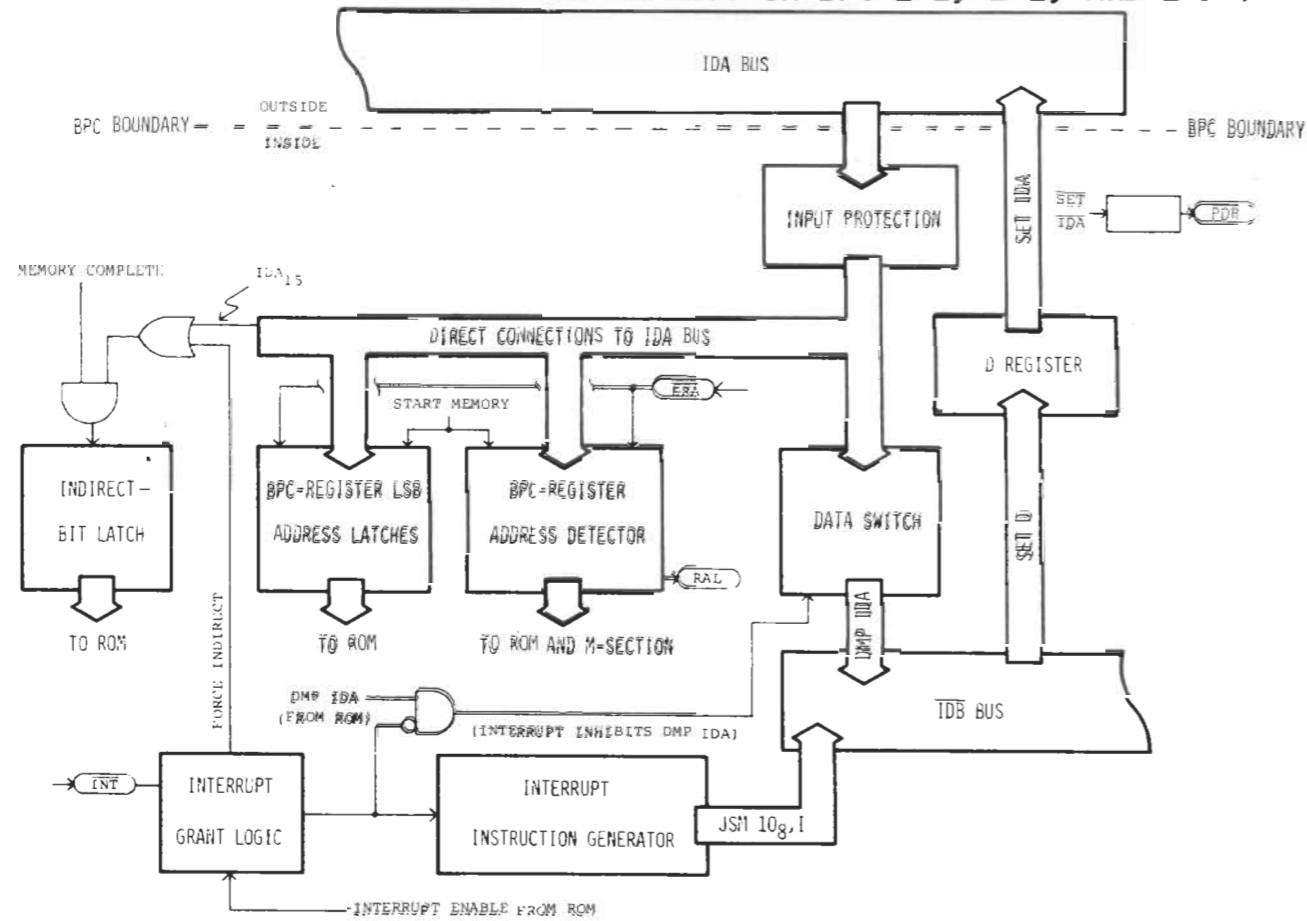 IDA BUS
OUTSIDE
BPC BOUNDARY
INSIDE
BPC BOUNDARY
INPUT PROTECTION
SET IDA
SET
IDA
PDR
MEMORY COMPLETE
IDA15
DIRECT CONNECTIONS TO IDA BUS
D REGISTER
ERA
START MEMORY
INDIRECT-
BIT LATCH
BPC-REGISTER LSB
ADDRESS LATCHES
BPC-REGISTER
ADDRESS DETECTOR
DATA SWITCH
SET D
RAL
DMP IDA
TO ROM
TO ROM
TO ROM AND M-SECTION
FORCE INDIRECT
DMP IDA
(FROM ROM)
(INTERRUPT INHIBITS DMP IDA)
IDB BUS
INT
INTERRUPT
GRANT LOGIC
INTERRUPT
INSTRUCTION GENERATOR
JSM 108,I
INTERRUPT ENABLE FROM ROM